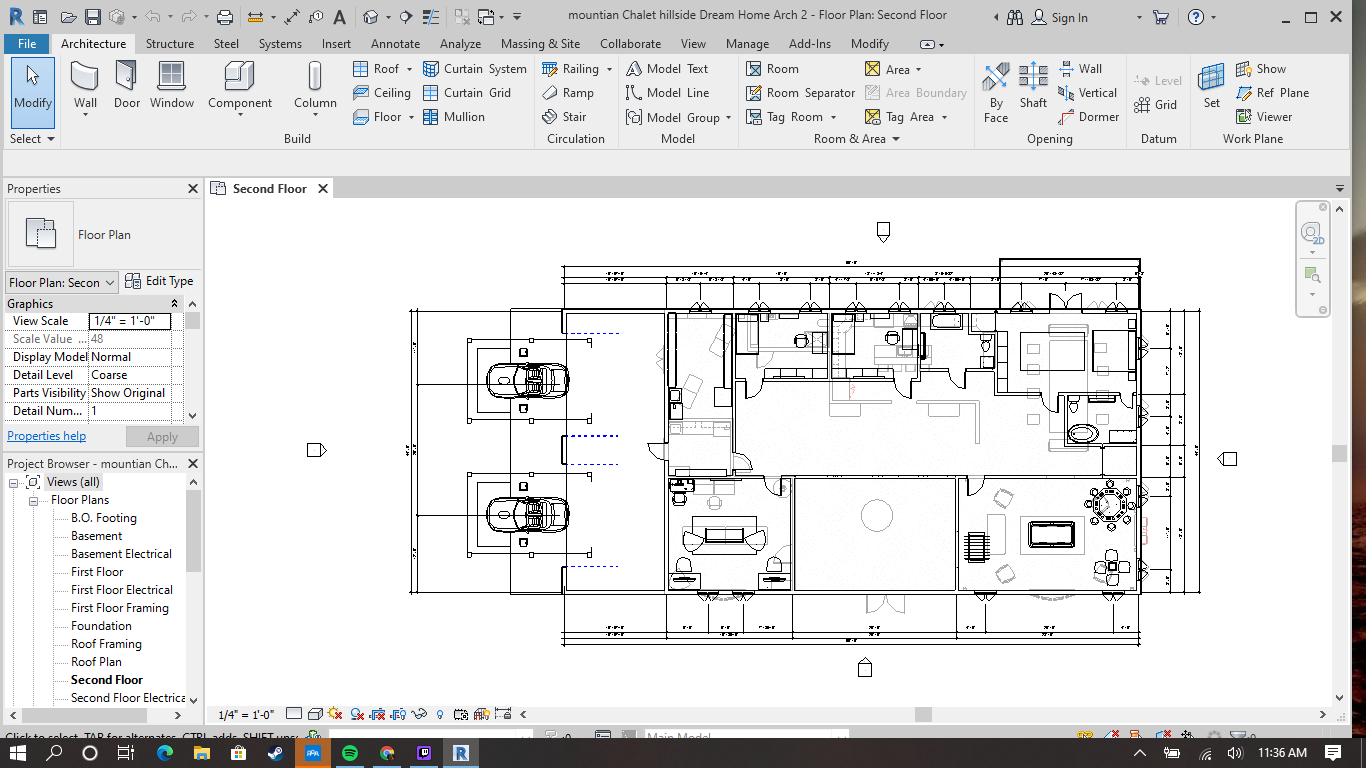 mountian Chalet hillside Dream Home Arch 2 - Floor Plan: Second Floor
Sign In
File Architecture Structure Steel Systems Insert Annotate Analyze Massing & Site Collaborate View Manage Add-Ins Modify
Modify
Select
Wall
Door
Window
Component
Column
Roof
Ceiling
Floor
Curtain System
Curtain Grid
Mullion
Build
Railing
Ramp
Stair
Circulation
Model Text
Model Line
Model Group
Model
Room
Room Separator
Tag Room
Area
Area Boundary
Tag Area
Room & Area
By
Face
Shaft
Wall
Vertical
Dormer
Opening
Level
Grid
Datum
Set
Show
Ref Plane
Viewer
Work Plane
Properties
Second Floor
Floor Plan
Floor Plan: Secon
Edit Type
Graphics
View Scale 1/4" = 1'-0"
Scale Value ... 48
Display Model Normal
Detail Level Coarse
Parts Visibility Show Original
Detail Num... 1
Properties help
Apply
Project Browser - mountian Ch...
Views (all)
Floor Plans
B.O. Footing
Basement
Basement Electrical
First Floor
First Floor Electrical
First Floor Framing
Foundation
Roof Framing
Roof Plan
Second Floor
Second Floor Electrica
2D
1/4" = 1'-0"
Click to select, TAB for alternates, CTRL adds, SHIFT uns
:0
Main Model
:0
11:36 AM